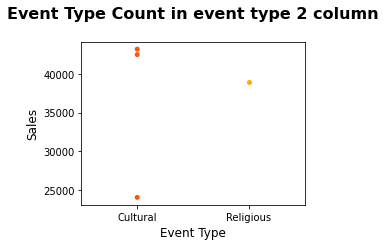 Event Type Count in event type 2 column
40000
35000
30000
25000
Sales
Cultural Religious
Event Type